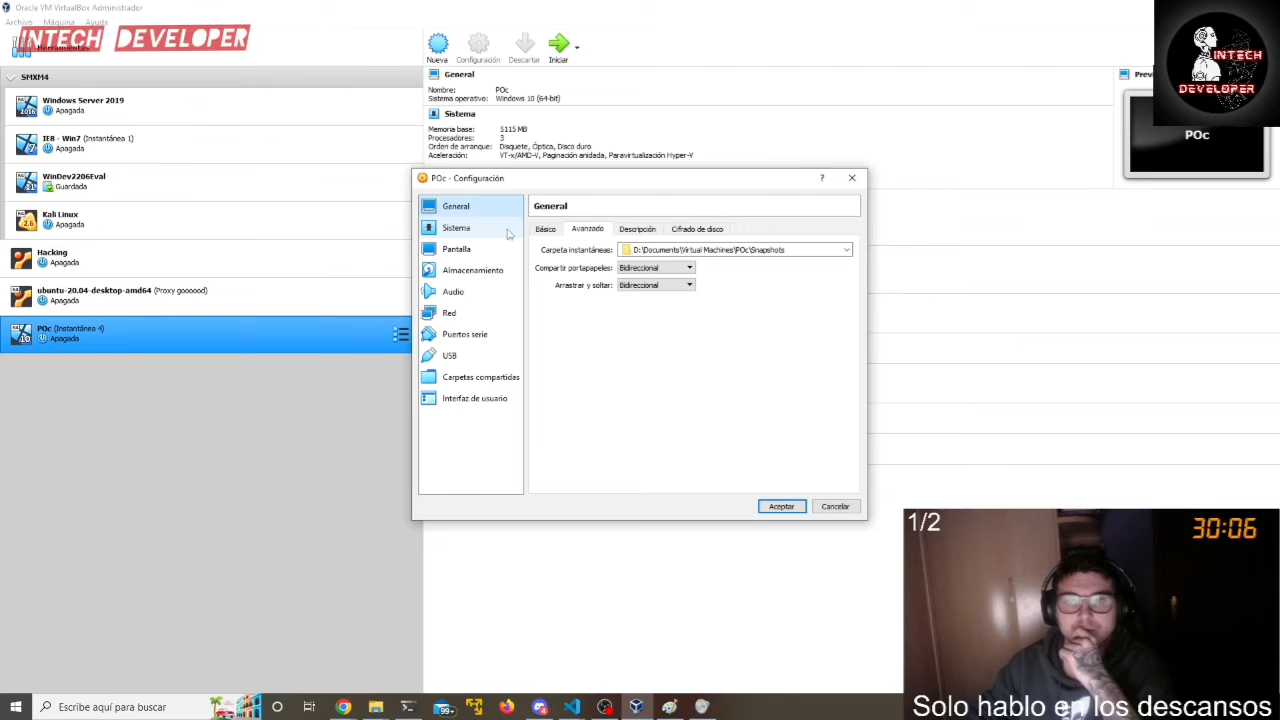 Oracle VM VirtualBox Administrador
Archivo Máquina Ayuda
INTECH DEVELOPER
Herramientas
Nueva Configuración Descartar Iniciar
SMXM4
Windows Server 2019
Apagada
IE8 - Win7 (Instantánea 1)
Apagada
WinDev2206Eval
Guardada
Kali Linux
Apagada
Hacking
Apagada
ubuntu-20.04-desktop-amd64 (Proxy goooood)
Apagada
POc (Instantánea 4)
Apagada
General
Nombre: POc
Sistema operativo: Windows 10 (64-bit)
Sistema
Memoria base: 5115 MB
Procesadores: 3
Orden de arranque: Disquete, Óptica, Disco duro
Aceleración: VT-x/AMD-V, Paginación anidada, Paravirtualización Hyper-V
POc
INTECH
DEVELOPER
POc - Configuración
? ×
General
Sistema
Pantalla
Almacenamiento
Audio
Red
Puertos serie
USB
Carpetas compartidas
Interfaz de usuario
General
Básico Avanzado Descripción Cifrado de disco
Carpeta instantáneas: D:\Documents\Virtual Machines\POc\Snapshots
Compartir portapapeles: Bidireccional
Arrastrar y soltar: Bidireccional
Aceptar Cancelar
1/2
30:06
Solo hablo en los descansos
Escribe aquí para buscar
99+